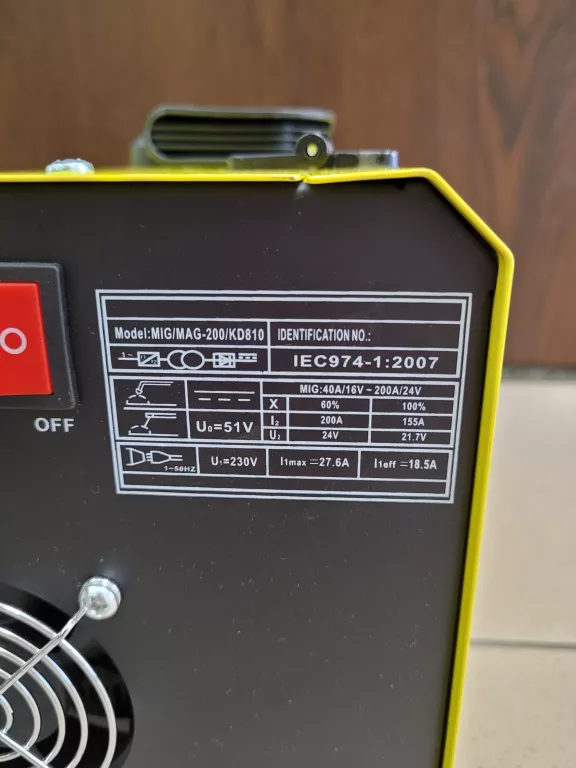 Model:MIG/MAG-200/KD810 IDENTIFICATION NO.:
1~ IEC974-1:2007
MIG:40A/16V ~ 200A/24V
X 60% 100%
U₀=51V I₂ 200A 155A
U₂ 24V 21.7V
1~50HZ U₁=230V I1max=27.6A I1eff=18.5A
O
OFF